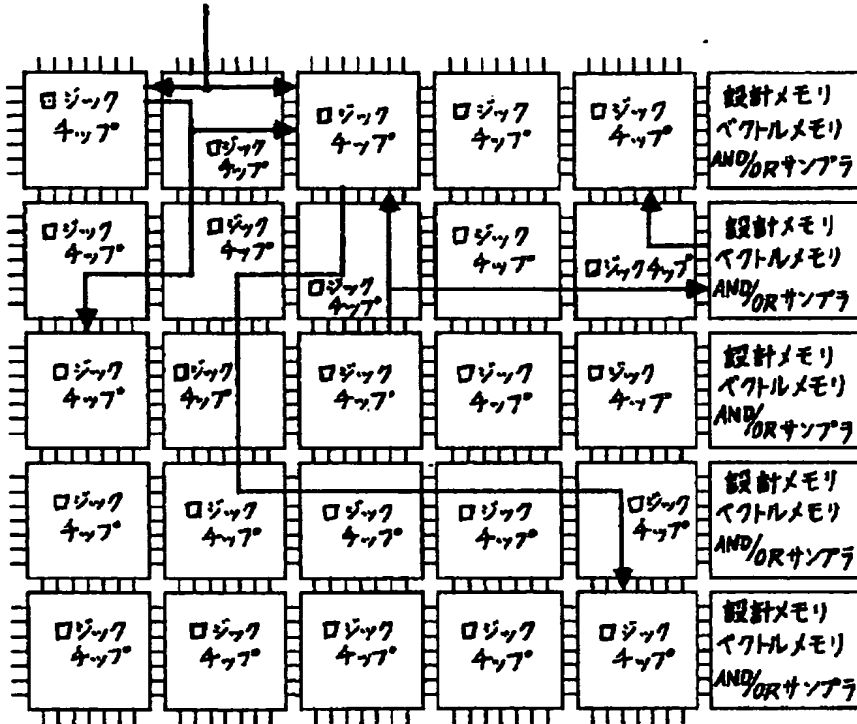 ロジック
チップ
ロジック
チップ
ロジック
チップ
ロジック
チップ
ロジック
チップ
設計メモリ
ベクトルメモリ
AND/ORサンプラ
ロジック
チップ
ロジック
チップ
ロジック
チップ
ロジック
チップ
ロジックチップ
設計メモリ
ベクトルメモリ
AND/ORサンプラ
ロジック
チップ
ロジック
チップ
ロジック
チップ
ロジック
チップ
ロジック
チップ
設計メモリ
ベクトルメモリ
AND/ORサンプラ
ロジック
チップ
ロジック
チップ
ロジック
チップ
ロジック
チップ
ロジック
チップ
設計メモリ
ベクトルメモリ
AND/ORサンプラ
ロジック
チップ
ロジック
チップ
ロジック
チップ
ロジック
チップ
ロジック
チップ
設計メモリ
ベクトルメモリ
AND/ORサンプラ